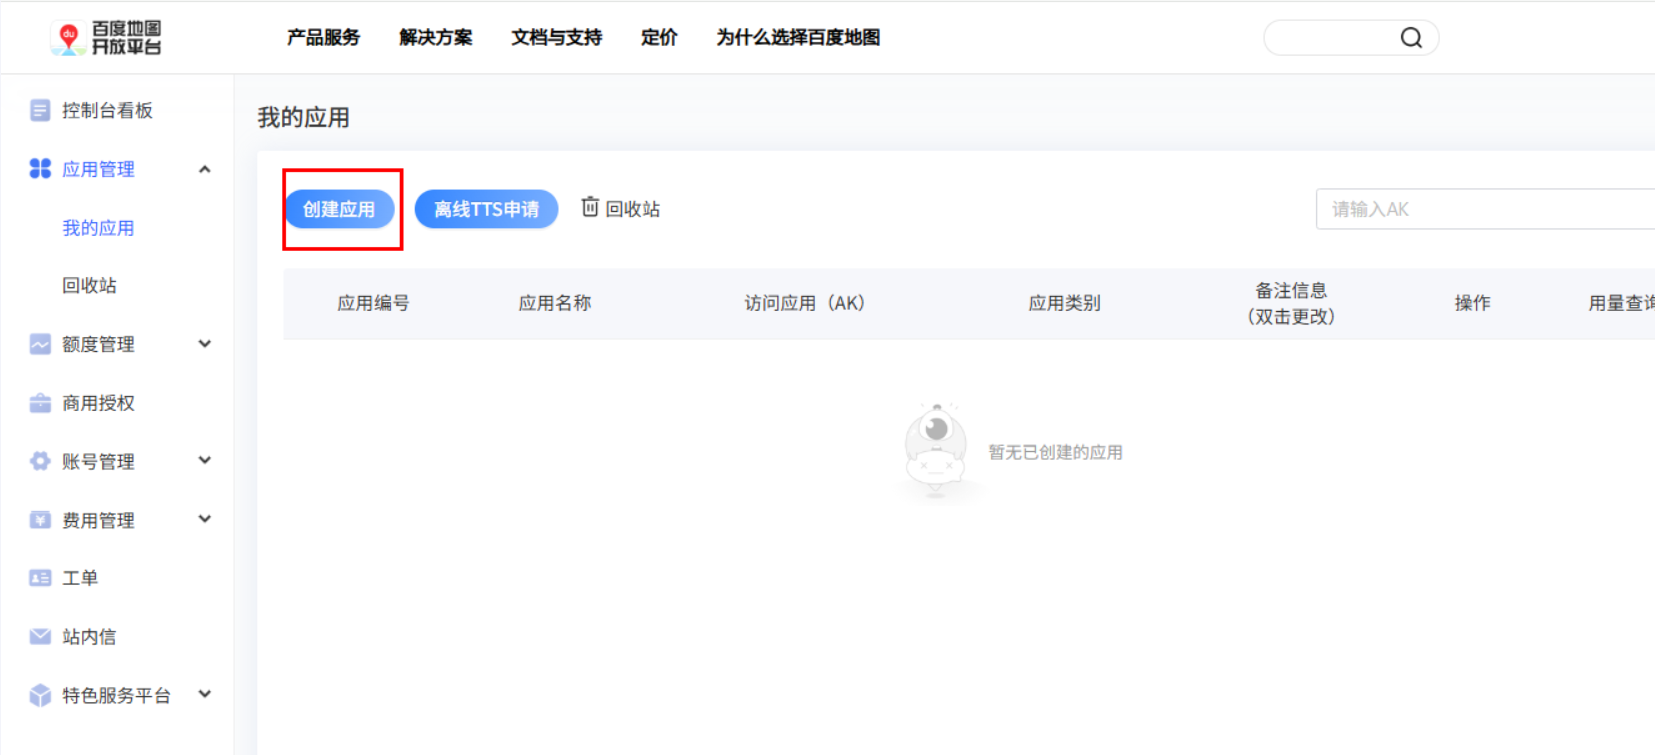 du 百度地图
开放平台
产品服务 解决方案 文档与支持 定价 为什么选择百度地图
控制台看板
应用管理
我的应用
回收站
额度管理
商用授权
账号管理
费用管理
工单
站内信
特色服务平台
我的应用
创建应用 离线TTS申请 回收站 请输入AK
应用编号 应用名称 访问应用（AK） 应用类别 备注信息
（双击更改） 操作 用量查询
暂无已创建的应用